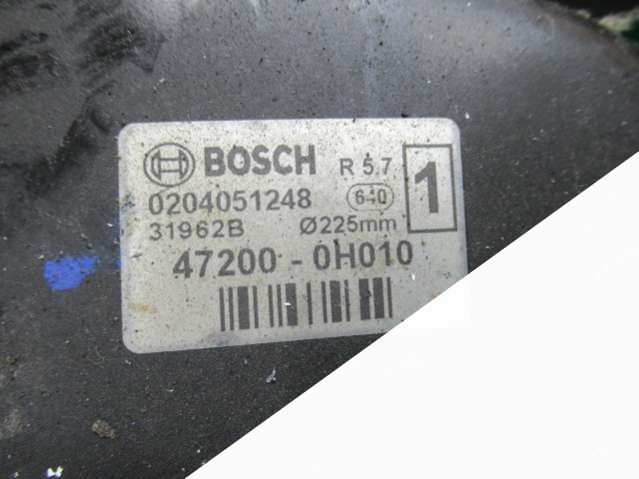 BOSCH R 5.7 1
0204051248 640
31962B Ø225mm
47200 - 0H010